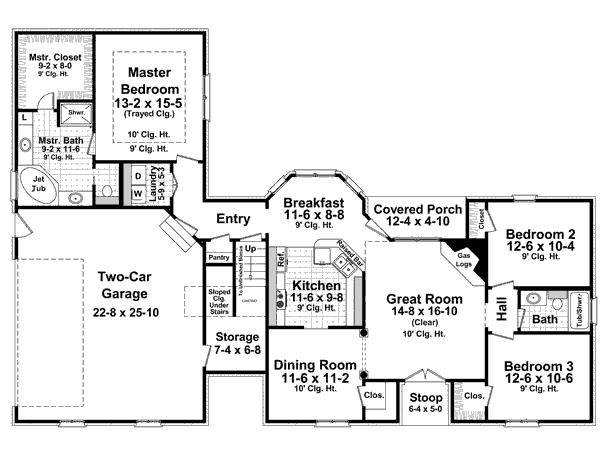 Mstr. Closet
9-2 x 8-0
9' Clg. Ht.
Master
Bedroom
13-2 x 15-5
(Trayed Clg.)
10' Clg. Ht.
9' Clg. Ht.
L
Shwr.
Mstr. Bath
9-2 x 11-6
9' Clg. Ht.
Jet
Tub
D
W
Laundry
5-9 x 5-3
Entry
Breakfast
11-6 x 8-8
9' Clg. Ht.
Covered Porch
12-4 x 4-10
Closet
Bedroom 2
12-6 x 10-4
9' Clg. Ht.
Raised Bar
Up
To Unfinished Bonus
Ref.
Pantry
Gas
Logs
Two-Car
Garage
22-8 x 25-10
Sloped
Clg.
Under
Stairs
Kitchen
11-6 x 9-8
9' Clg. Ht.
Great Room
14-8 x 16-10
(Clear)
10' Clg. Ht.
Hall
Bath
Tub/Shwr.
Storage
7-4 x 6-8
Dining Room
11-6 x 11-2
10' Clg. Ht.
Clos.
Stoop
6-4 x 5-0
Clos.
Bedroom 3
12-6 x 10-6
9' Clg. Ht.